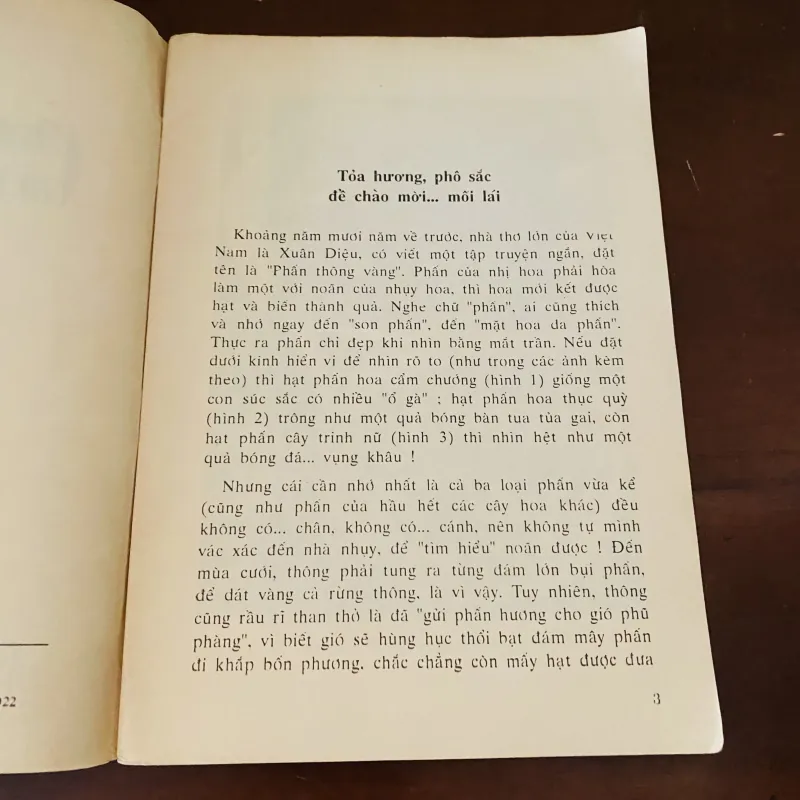 Tỏa hương, phô sắc
để chào mời... mối lái
Khoảng năm mươi năm về trước, nhà thơ lớn của Việt
Nam là Xuân Diệu, có viết một tập truyện ngắn, đặt
tên là "Phấn thông vàng". Phấn của nhị hoa phải hòa
làm một với noãn của nhụy hoa, thì hoa mới kết được
hạt và biến thành quả. Nghe chữ "phấn", ai cũng thích
và nhớ ngay đến "son phấn", đến "mặt hoa da phấn".
Thực ra phấn chỉ đẹp khi nhìn bằng mắt trần. Nếu đặt
dưới kính hiển vi để nhìn rõ to (như trong các ảnh kèm
theo) thì hạt phấn hoa cẩm chướng (hình 1) giống một
con súc sắc có nhiều "ổ gà" ; hạt phấn hoa thục quỳ
(hình 2) trông như một quả bóng bàn tua tủa gai, còn
hạt phấn cây trinh nữ (hình 3) thì nhìn hệt như một
quả bóng đá... vụng khâu !
Nhưng cái cần nhớ nhất là cả ba loại phấn vừa kể
(cũng như phấn của hầu hết các cây hoa khác) đều
không có... chân, không có... cánh, nên không tự mình
vác xác đến nhà nhụy, để "tìm hiểu" noãn được ! Đến
mùa cưới, thông phải tung ra từng đám lớn bụi phấn,
để dát vàng cả rừng thông, là vì vậy. Tuy nhiên, thông
cũng rầu rĩ than thở là đã "gửi phấn hương cho gió phũ
phàng", vì biết gió sẽ hùng hục thổi bạt đám mây phấn
đi khắp bốn phương, chắc chẳng còn mấy hạt được đưa
3
022